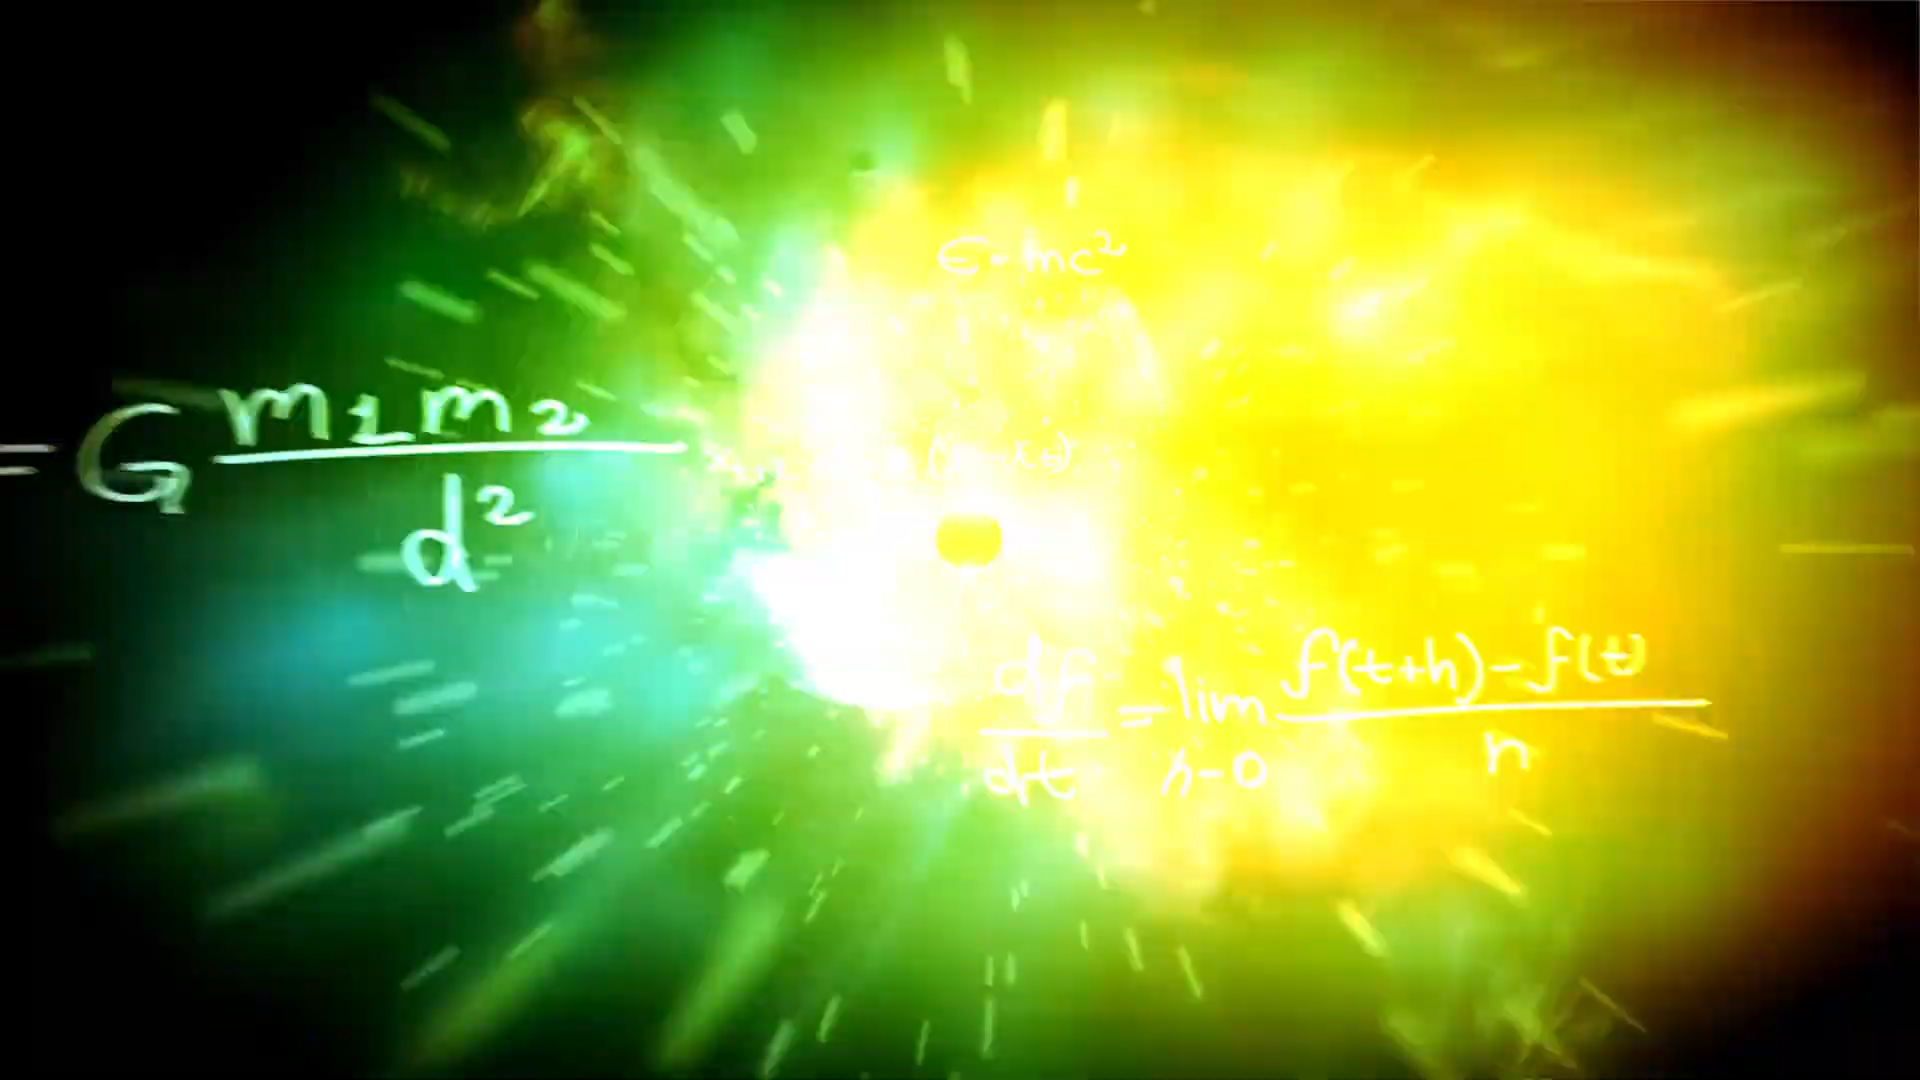 E=mc²
= G m₁m₂ / d²
df/dt = lim h-0 f(t+h)-f(t) / h